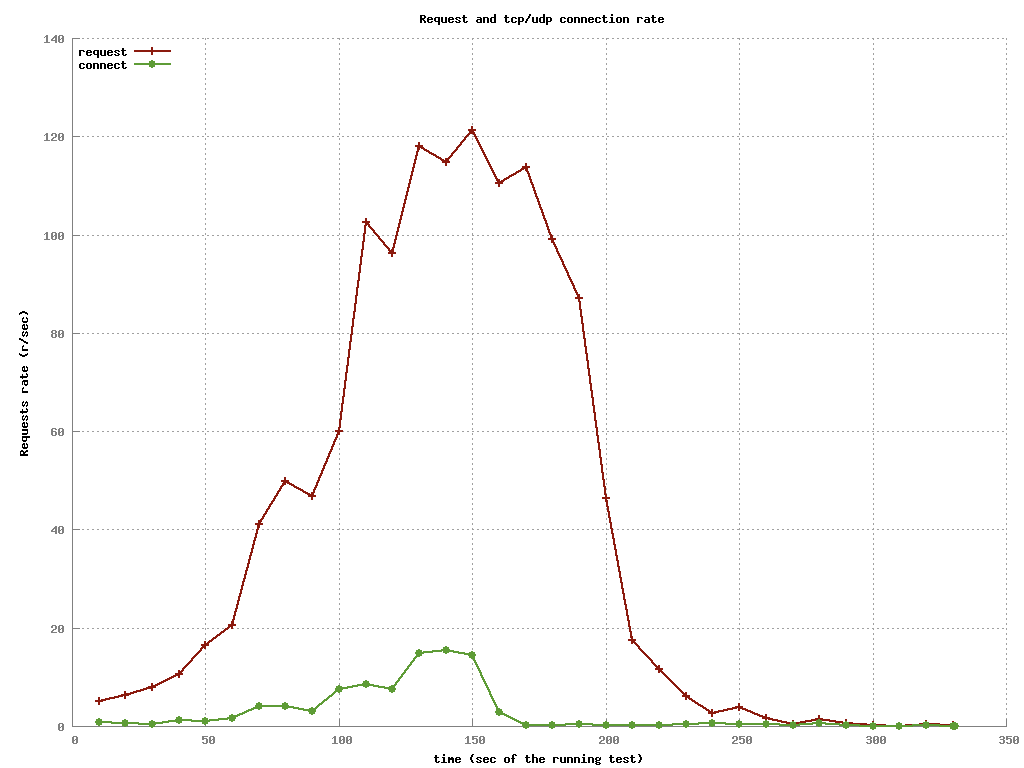 Request and tcp/udp connection rate
140
request
connect
120
100
80
60
40
20
0
Requests rate (r/sec)
0 50 100 150 200 250 300 350
time (sec of the running test)